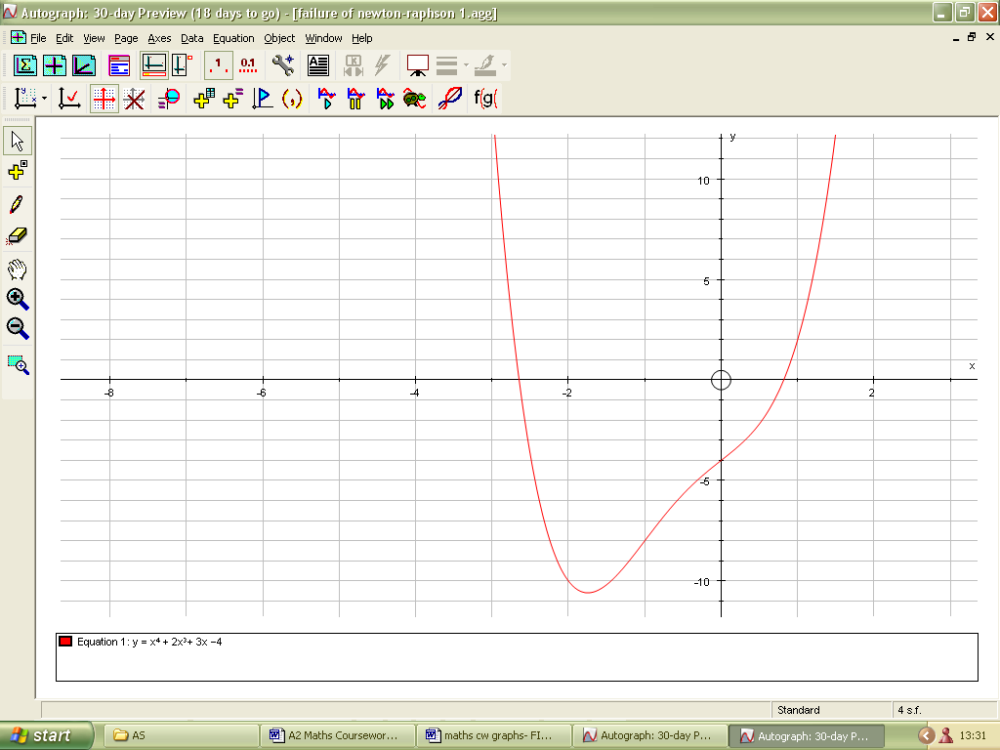 Autograph: 30-day Preview (18 days to go) - [failure of newton-raphson 1.agg]
File Edit View Page Axes Data Equation Object Window Help
Σ .1. 0.1 A K
(,) f(g(
y
10
5
x
-8 -6 -4 -2 2
-5
-10
Equation 1: y = x⁴ + 2x³+ 3x −4
Standard 4 s.f.
start AS A2 Maths Coursewor... maths cw graphs- FI... Autograph: 30-day P... Autograph: 30-day P... 13:31